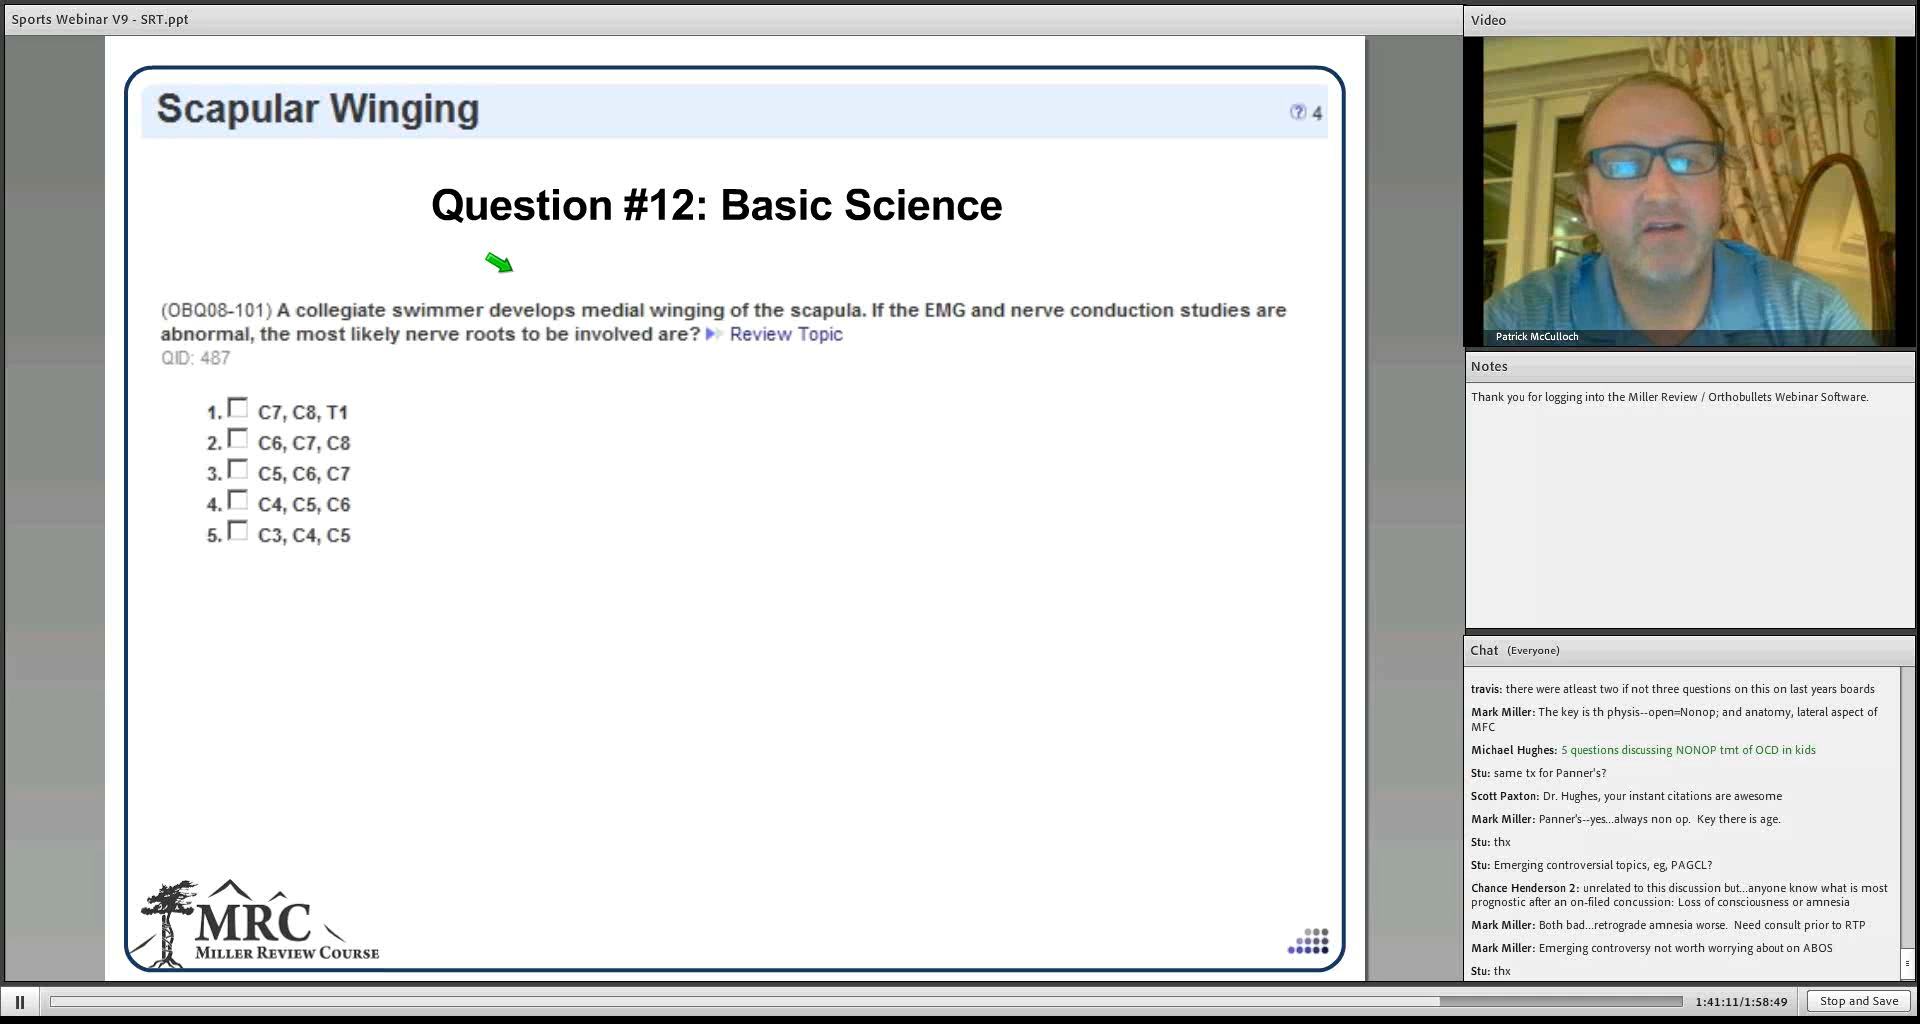 Sports Webinar V9 - SRT.ppt
Scapular Winging
? 4
Question #12: Basic Science
(OBQ08-101) A collegiate swimmer develops medial winging of the scapula. If the EMG and nerve conduction studies are
abnormal, the most likely nerve roots to be involved are? Review Topic
QID: 487
1. C7, C8, T1
2. C6, C7, C8
3. C5, C6, C7
4. C4, C5, C6
5. C3, C4, C5
MRC
MILLER REVIEW COURSE
Video
Patrick McCulloch
Notes
Thank you for logging into the Miller Review / Orthobullets Webinar Software.
Chat (Everyone)
travis: there were atleast two if not three questions on this on last years boards
Mark Miller: The key is th physis--open=Nonop; and anatomy, lateral aspect of
MFC
Michael Hughes: 5 questions discussing NONOP tmt of OCD in kids
Stu: same tx for Panner's?
Scott Paxton: Dr. Hughes, your instant citations are awesome
Mark Miller: Panner's--yes...always non op. Key there is age.
Stu: thx
Stu: Emerging controversial topics, eg, PAGCL?
Chance Henderson 2: unrelated to this discussion but...anyone know what is most
prognostic after an on-filed concussion: Loss of consciousness or amnesia
Mark Miller: Both bad...retrograde amnesia worse. Need consult prior to RTP
Mark Miller: Emerging controversy not worth worrying about on ABOS
Stu: thx
1:41:11/1:58:49
Stop and Save